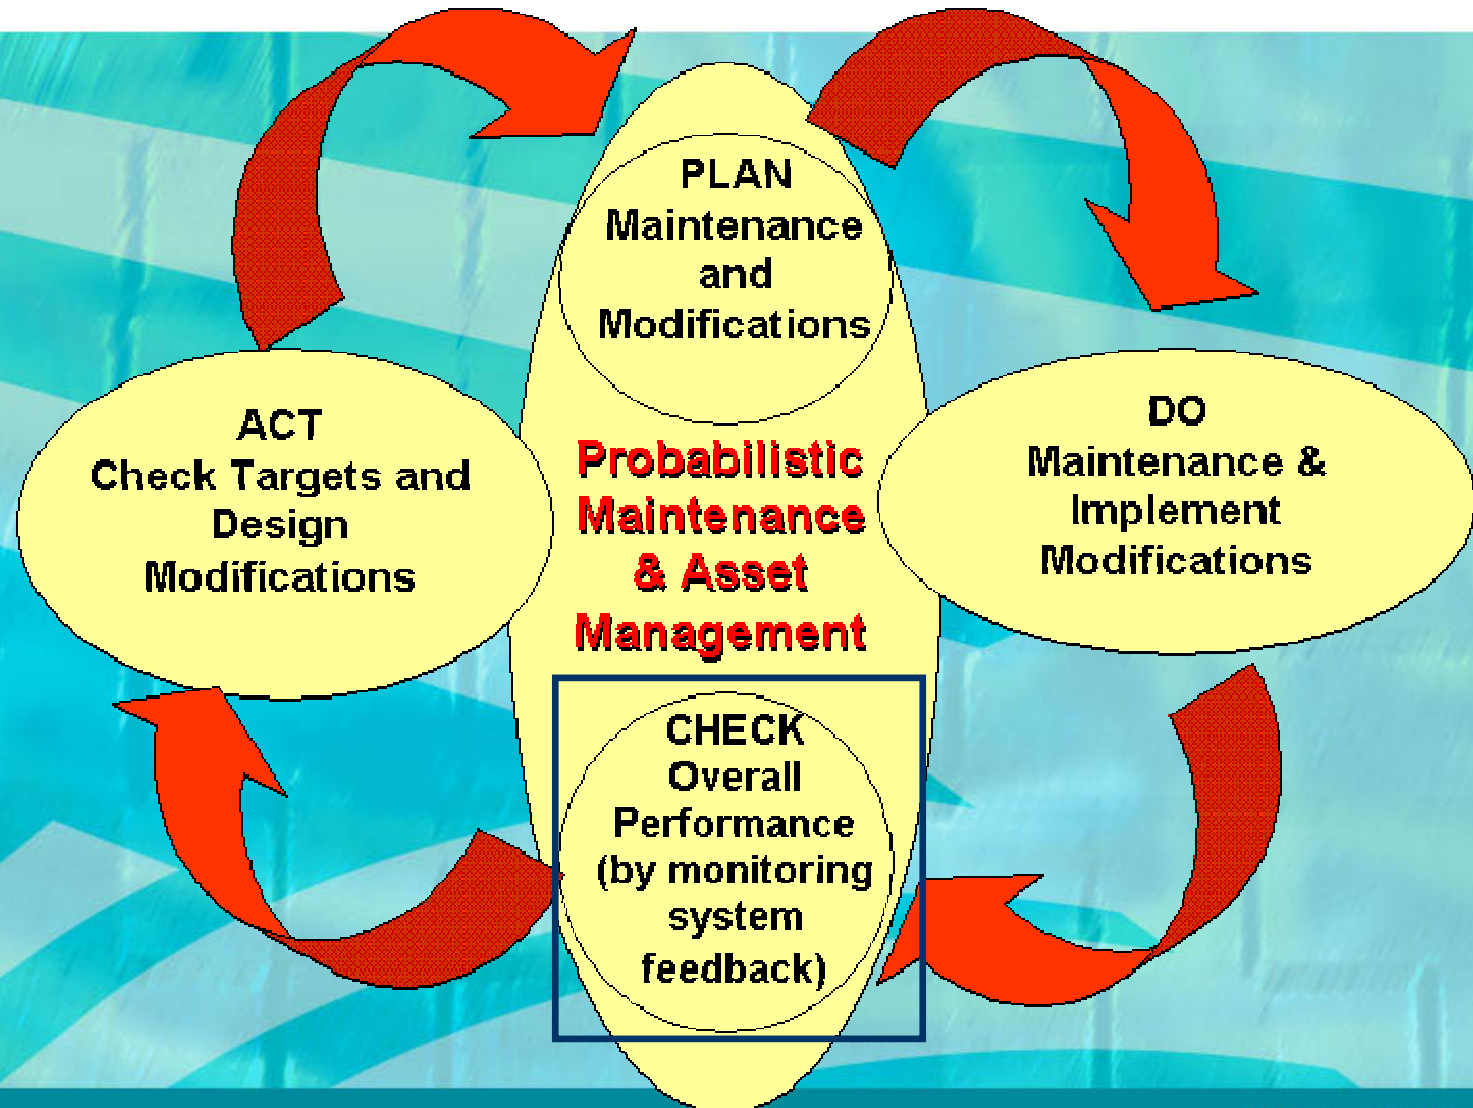 PLAN
Maintenance
and
Modifications
ACT
Check Targets and
Design
Modifications
Probabilistic
Maintenance
& Asset
Management
DO
Maintenance &
Implement
Modifications
CHECK
Overall
Performance
(by monitoring
system
feedback)